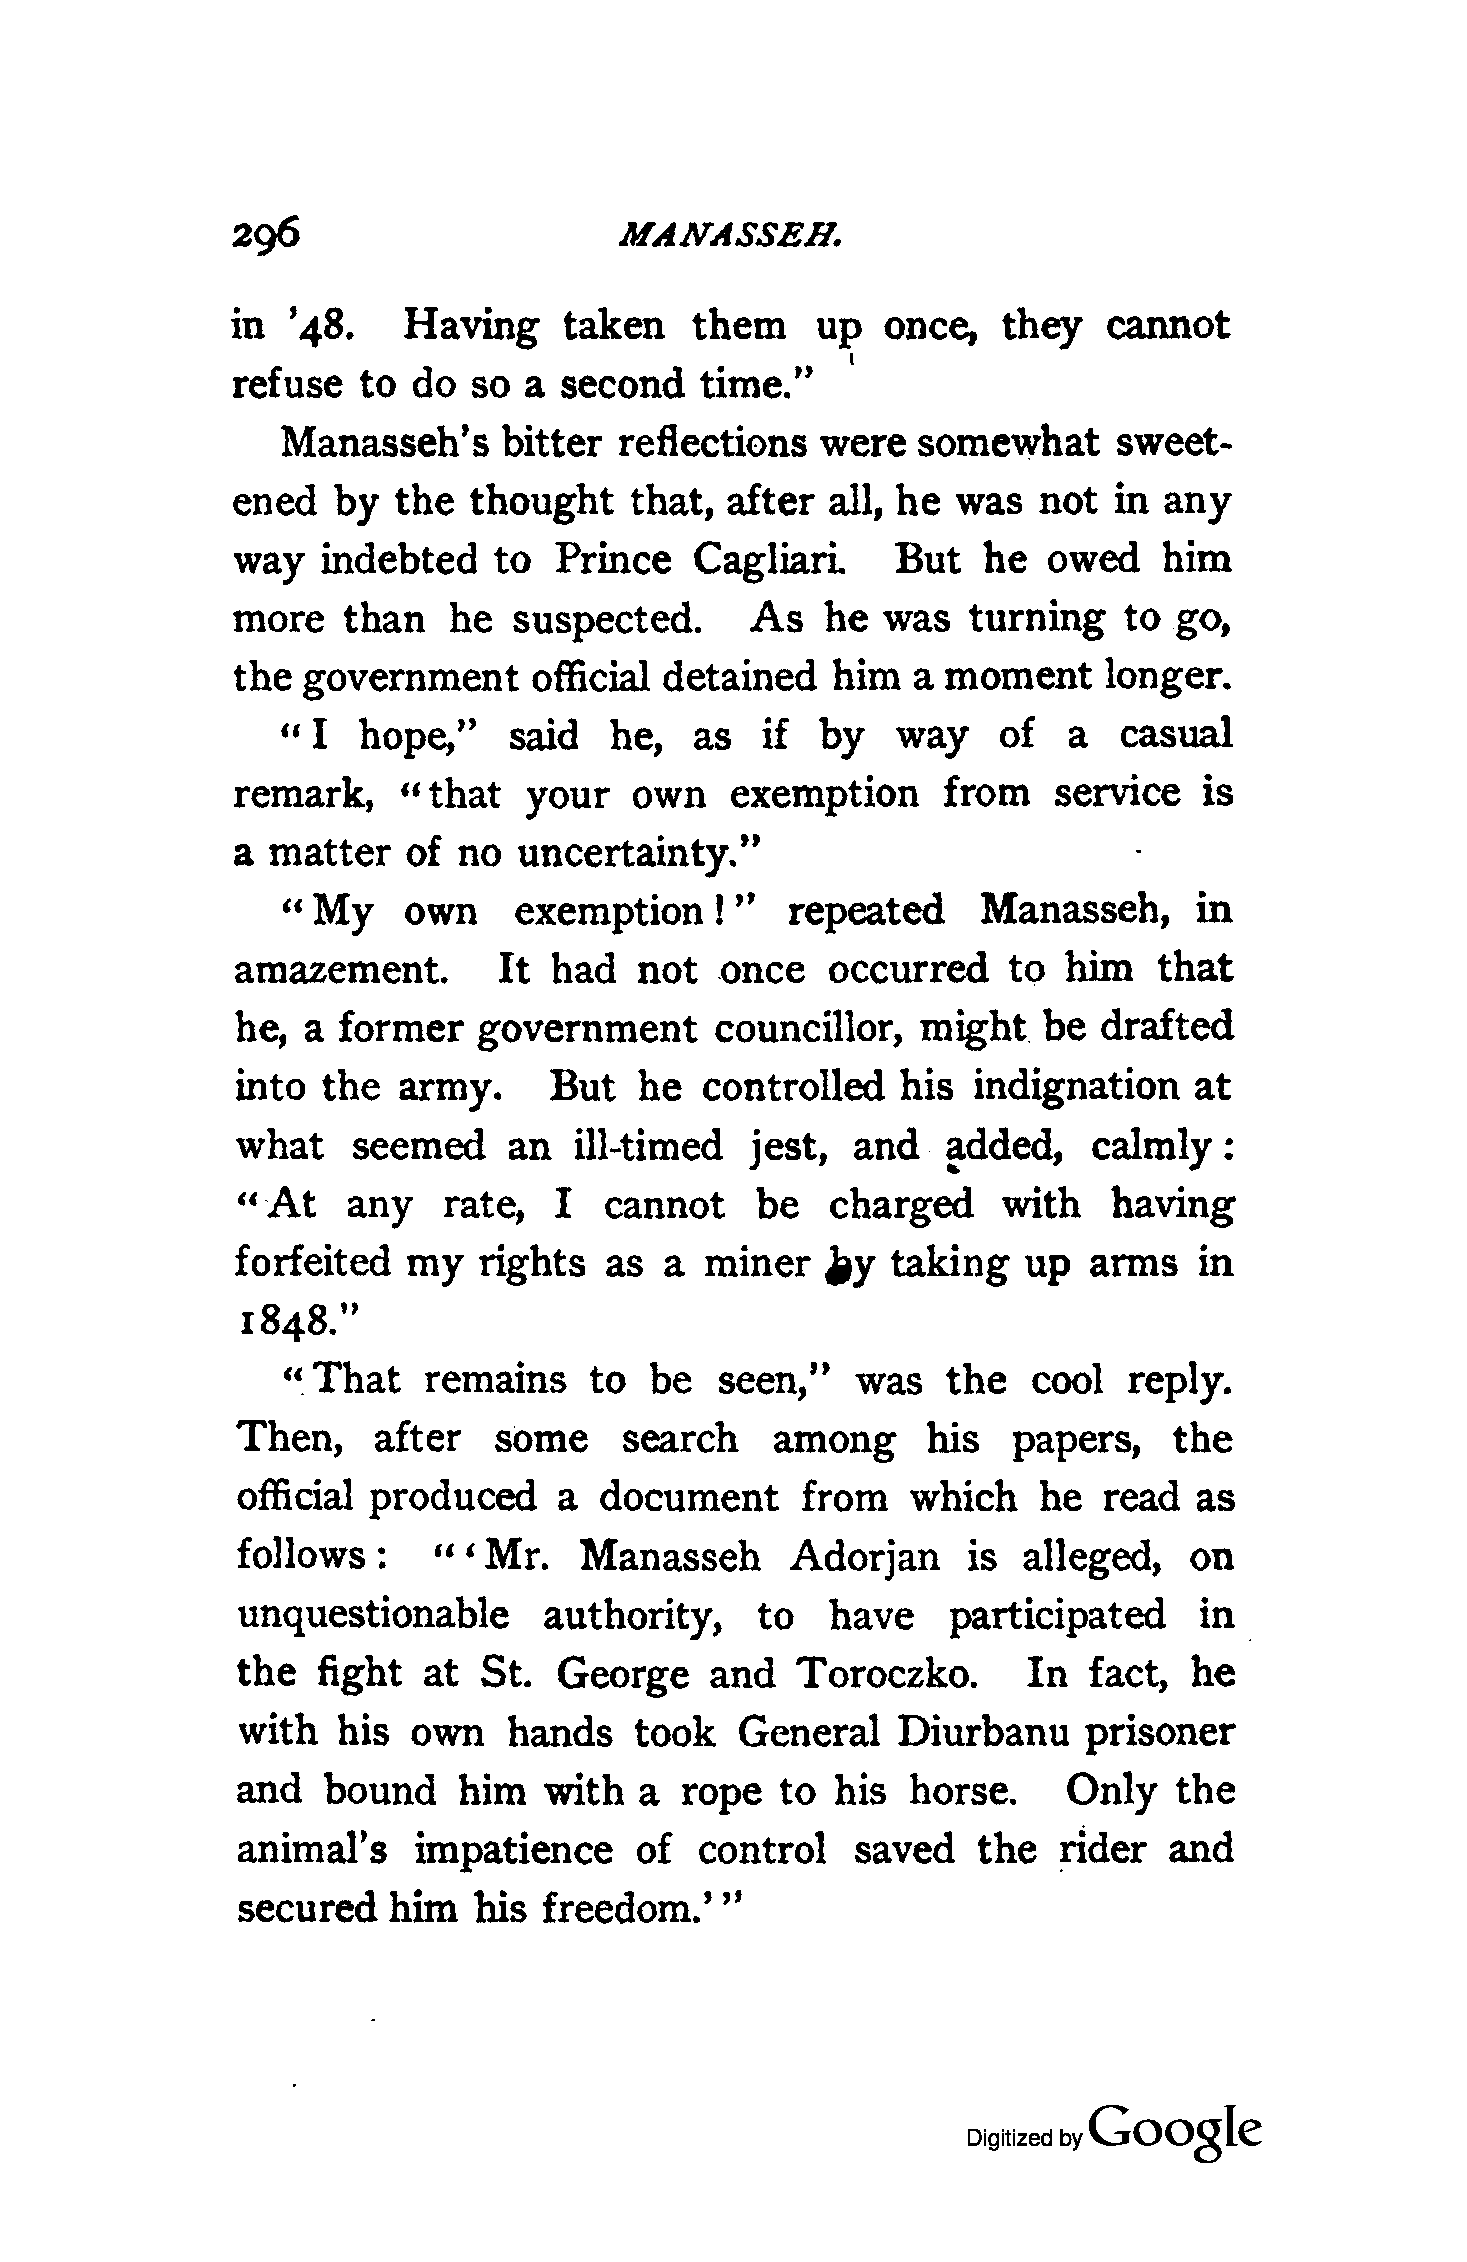 296 MANASSEH.
in '48. Having taken them up once, they cannot
refuse to do so a second time."
Manasseh's bitter reflections were somewhat sweet-
ened by the thought that, after all, he was not in any
way indebted to Prince Cagliari. But he owed him
more than he suspected. As he was turning to go,
the government official detained him a moment longer.
"I hope," said he, as if by way of a casual
remark, "that your own exemption from service is
a matter of no uncertainty."
"My own exemption!" repeated Manasseh, in
amazement. It had not once occurred to him that
he, a former government councillor, might be drafted
into the army. But he controlled his indignation at
what seemed an ill-timed jest, and added, calmly:
"At any rate, I cannot be charged with having
forfeited my rights as a miner by taking up arms in
1848."
"That remains to be seen," was the cool reply.
Then, after some search among his papers, the
official produced a document from which he read as
follows: "'Mr. Manasseh Adorjan is alleged, on
unquestionable authority, to have participated in
the fight at St. George and Toroczko. In fact, he
with his own hands took General Diurbanu prisoner
and bound him with a rope to his horse. Only the
animal's impatience of control saved the rider and
secured him his freedom.'"
Digitized by Google